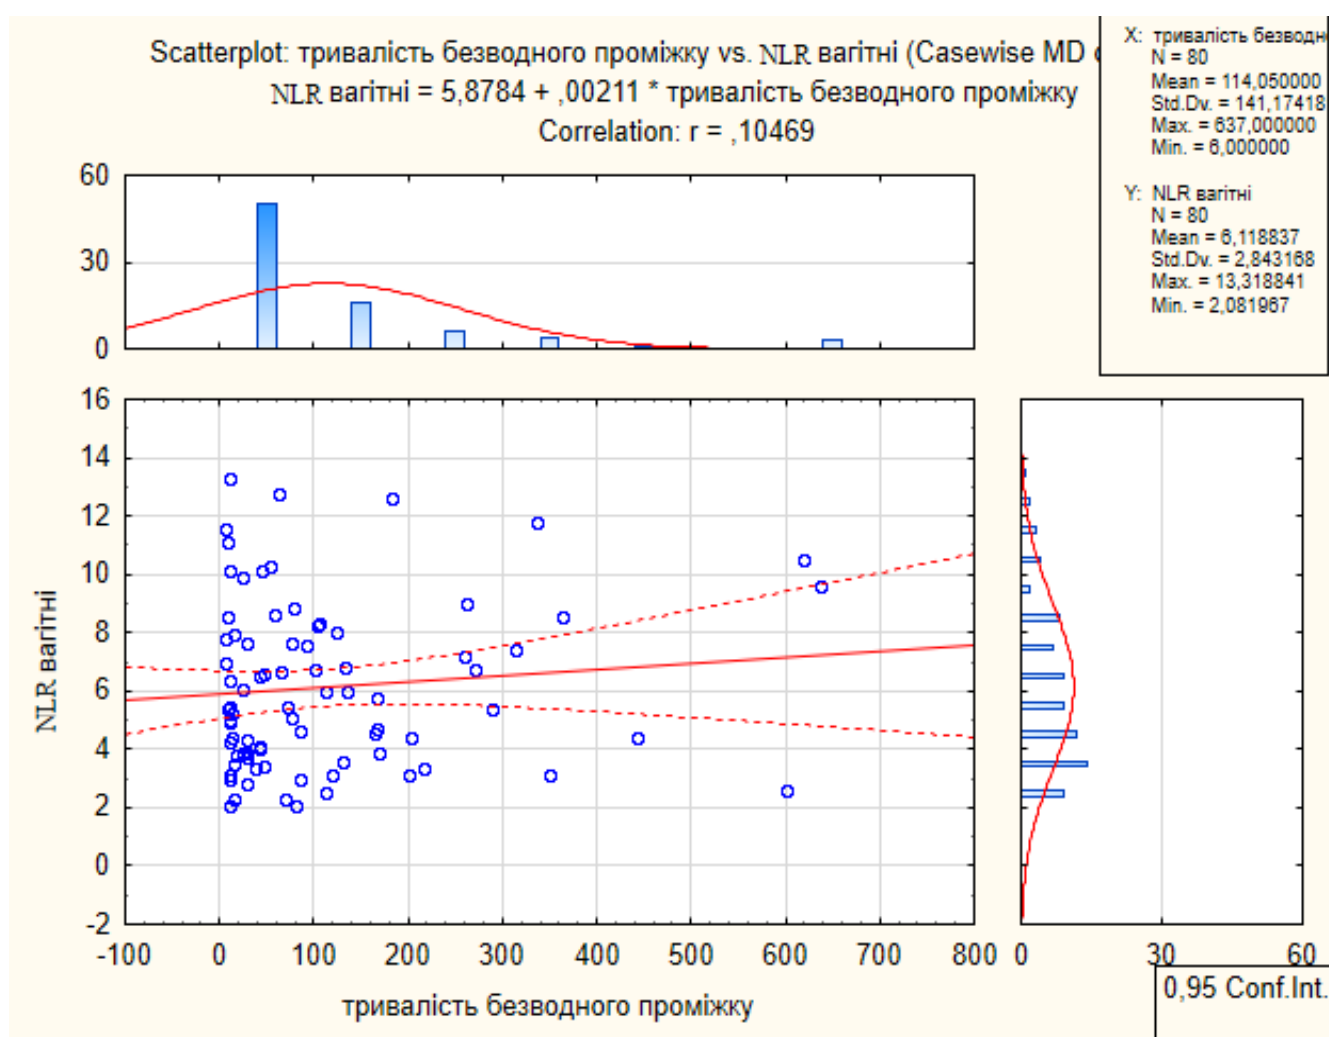 Scatterplot: тривалість безводного проміжку vs. NLR вагітні (Casewise MD
NLR вагітні = 5,8784 + ,00211 * тривалість безводного проміжку
Correlation: r = ,10469
X: тривалість безводн
N = 80
Mean = 114,050000
Std.Dv. = 141,17418
Max. = 637,000000
Min. = 6,000000
Y: NLR вагітні
N = 80
Mean = 6,118837
Std.Dv. = 2,843168
Max. = 13,318841
Min. = 2,081967
60
30
0
16
14
12
10
8
6
4
2
0
-2
NLR вагітні
-100 0 100 200 300 400 500 600 700 800
0 30 60
тривалість безводного проміжку
0,95 Conf.Int.